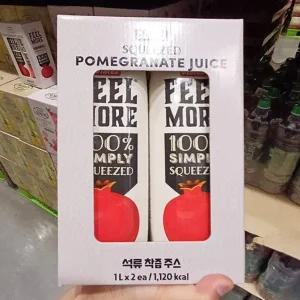 SQUEEZED
POMEGRANATE JUICE
FEEL
MORE
100%
SIMPLY
SQUEEZED
FEEL
MORE
100%
SIMPLY
SQUEEZED
석류 착즙 주스
1L x 2 ea / 1,120 kcal